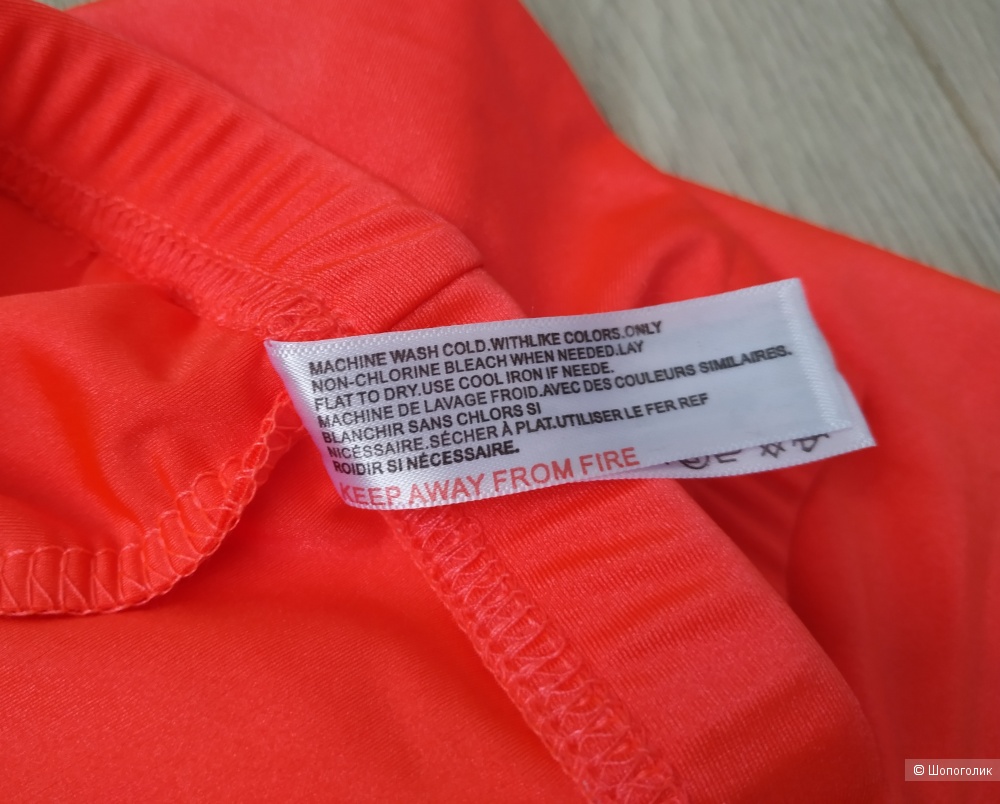 MACHINE WASH COLD.WITHLIKE COLORS.ONLY
NON-CHLORINE BLEACH WHEN NEEDED.LAY
FLAT TO DRY.USE COOL IRON IF NEEDE.
MACHINE DE LAVAGE FROID.AVEC DES COULEURS SIMILAIRES.
BLANCHIR SANS CHLORS SI
NICÉSSAIRE.SÉCHER À PLAT.UTILISER LE FER REF
ROIDIR SI NÉCESSAIRE.
KEEP AWAY FROM FIRE
© Шопоголик